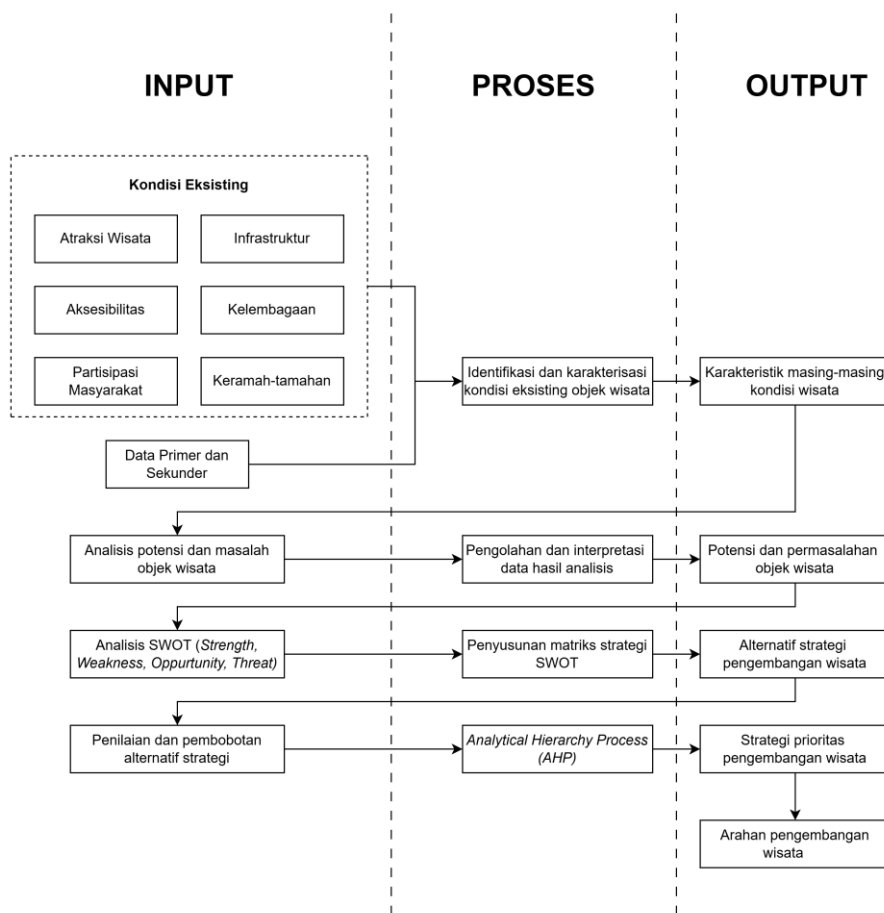 INPUT
PROSES
OUTPUT
Kondisi Eksisting
Atraksi Wisata
Infrastruktur
Aksesibilitas
Kelembagaan
Partisipasi
Masyarakat
Keramah-tamahan
Identifikasi dan karakterisasi
kondisi eksisting objek wisata
Karakteristik masing-masing
kondisi wisata
Data Primer dan
Sekunder
Analisis potensi dan masalah
objek wisata
Pengolahan dan interpretasi
data hasil analisis
Potensi dan permasalahan
objek wisata
Analisis SWOT (Strength,
Weakness, Oppurtunity, Threat)
Penyusunan matriks strategi
SWOT
Alternatif strategi
pengembangan wisata
Penilaian dan pembobotan
alternatif strategi
Analytical Hierarchy Process
(AHP)
Strategi prioritas
pengembangan wisata
Arahan pengembangan
wisata